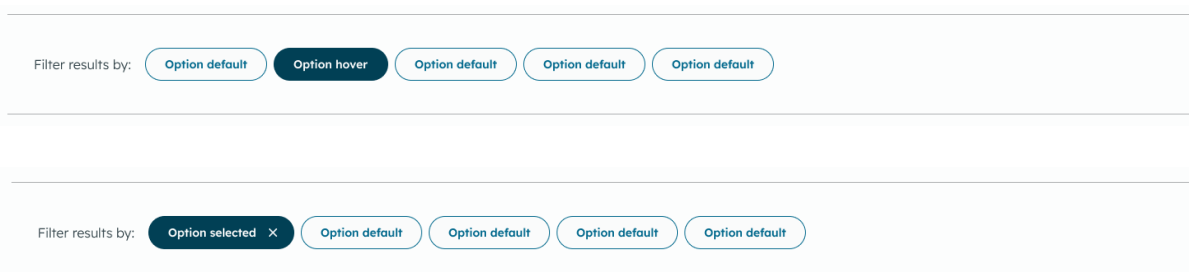 Filter results by: Option default Option hover Option default Option default Option default
Filter results by: Option selected × Option default Option default Option default Option default